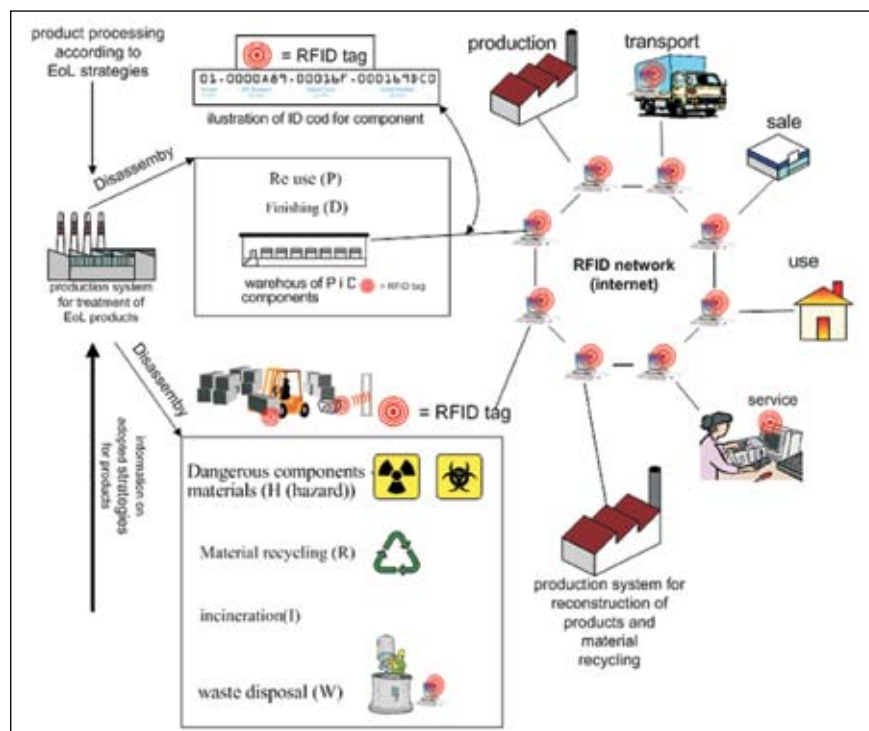 product processing
according to
EoL strategies
= RFID tag
01.0000A89.00016F.000169DC0
ilustration of ID cod for component
production
transport
sale
use
service
RFID network
(internet)
Disassemby
Re use (P)
Finishing (D)
warehous of P i C
components
= RFID tag
production system
for treatment of
EoL products
Disassemby
= RFID tag
information on
adopted strategies
for products
Dangerous components
materials (H (hazard))
Material recycling (R)
incineration(I)
waste disposal (W)
production system for
reconstruction of
products and
material
recycling